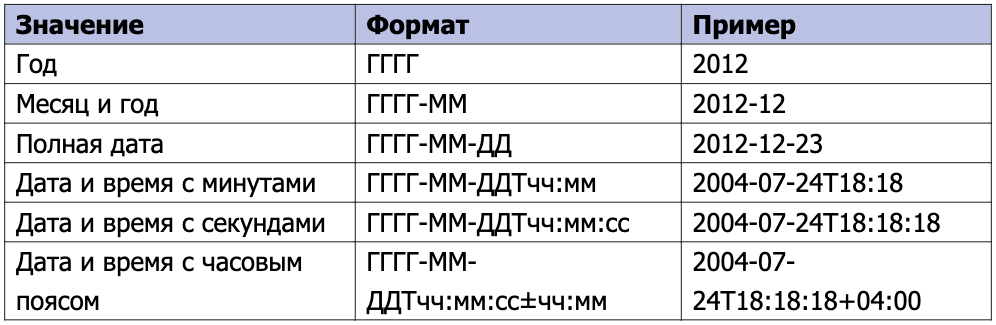 Значение Формат Пример
Год ГГГГ 2012
Месяц и год ГГГГ-ММ 2012-12
Полная дата ГГГГ-ММ-ДД 2012-12-23
Дата и время с минутами ГГГГ-ММ-ДДTчч:мм 2004-07-24T18:18
Дата и время с секундами ГГГГ-ММ-ДДTчч:мм:сс 2004-07-24T18:18:18
Дата и время с часовым ГГГГ-ММ- 2004-07-
поясом ДДTчч:мм:сс±чч:мм 24T18:18:18+04:00